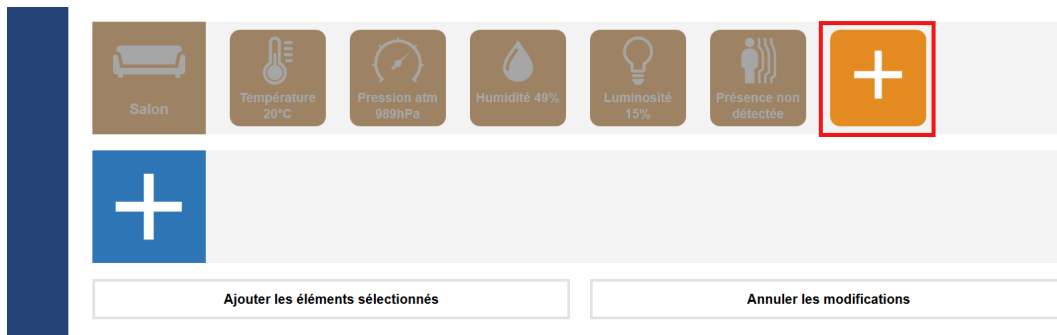 Salon
Température
20°C
Pression atm
989hPa
Humidité 49%
Luminosité
15%
Présence non
détectée
Ajouter les éléments sélectionnés
Annuler les modifications